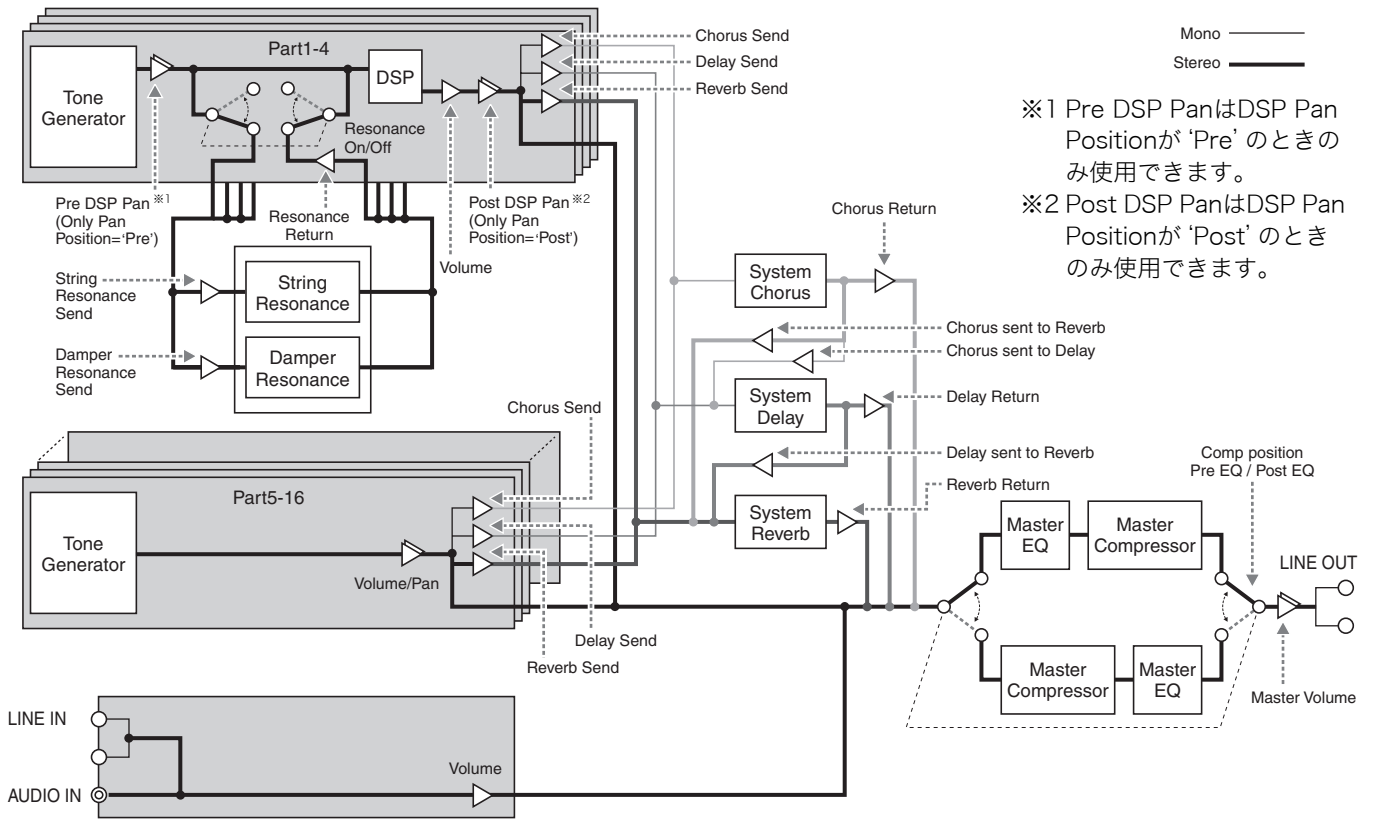 Part1-4
Tone
Generator
DSP
Resonance
On/Off
Chorus Send
Delay Send
Reverb Send
Mono
Stereo
※1 Pre DSP PanはDSP Pan
Positionが ‘Pre’ のときの
み使用できます。
※2 Post DSP PanはDSP Pan
Positionが ‘Post’ のとき
のみ使用できます。
Pre DSP Pan ※1
(Only Pan
Position=‘Pre’)
Resonance
Return
Post DSP Pan ※2
(Only Pan
Position=‘Post’)
Volume
String
Resonance
Send
String
Resonance
Damper
Resonance
Send
Damper
Resonance
Chorus Return
System
Chorus
Chorus sent to Reverb
Chorus sent to Delay
System
Delay
Delay Return
Delay sent to Reverb
Reverb Return
System
Reverb
Chorus Send
Part5-16
Tone
Generator
Volume/Pan
Delay Send
Reverb Send
Comp position
Pre EQ / Post EQ
Master
EQ
Master
Compressor
LINE OUT
Master
Compressor
Master
EQ
Master Volume
LINE IN
Volume
AUDIO IN